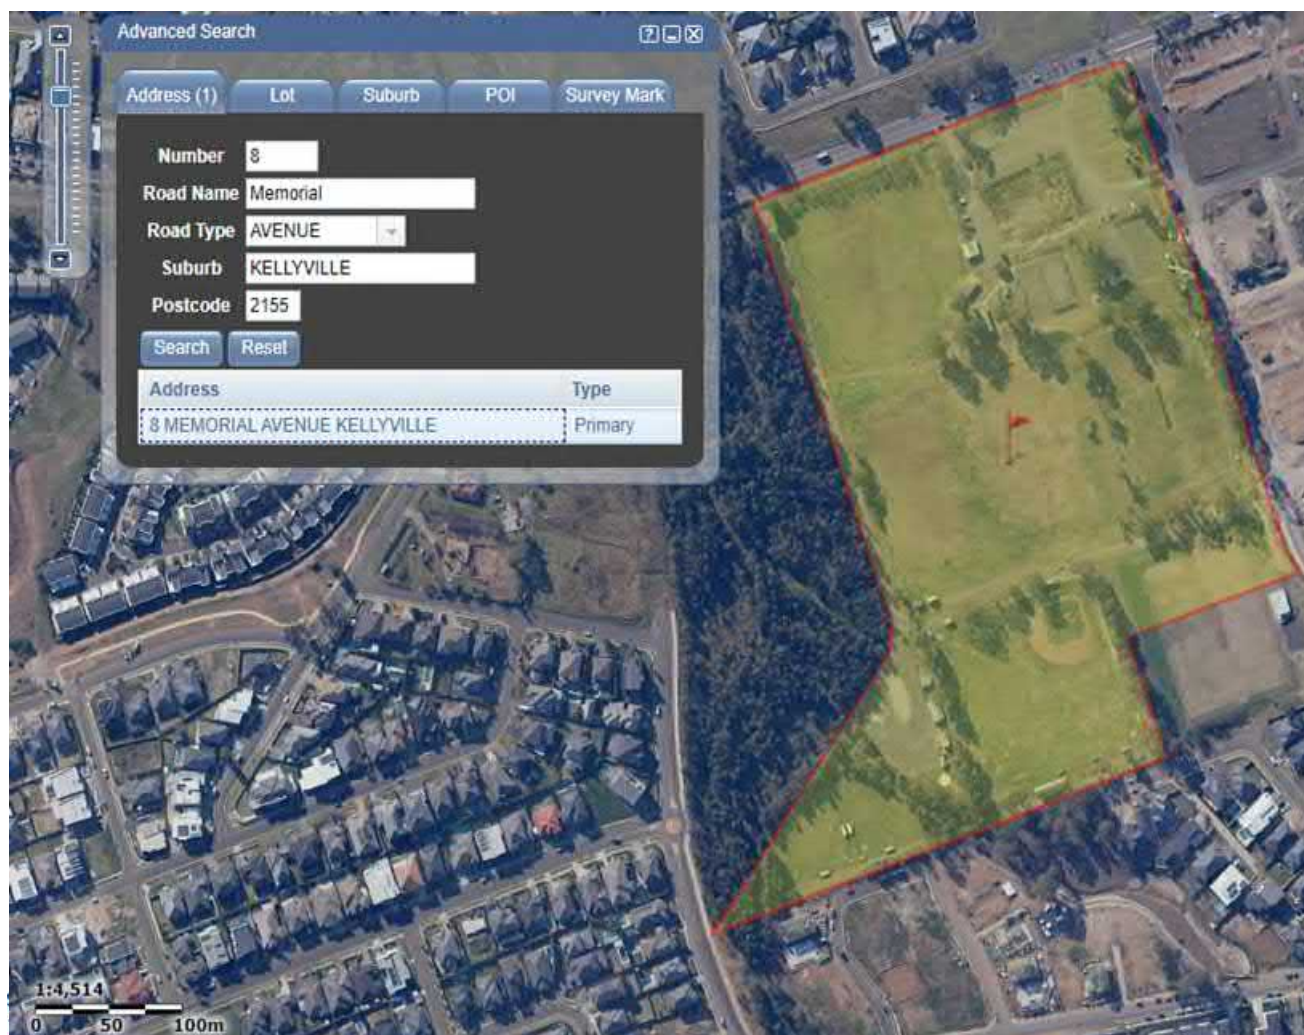 Advanced Search
Address (1) Lot Suburb POI Survey Mark
Number 8
Road Name Memorial
Road Type AVENUE
Suburb KELLYVILLE
Postcode 2155
Search Reset
Address Type
8 MEMORIAL AVENUE KELLYVILLE Primary
1:4,514
0 50 100m